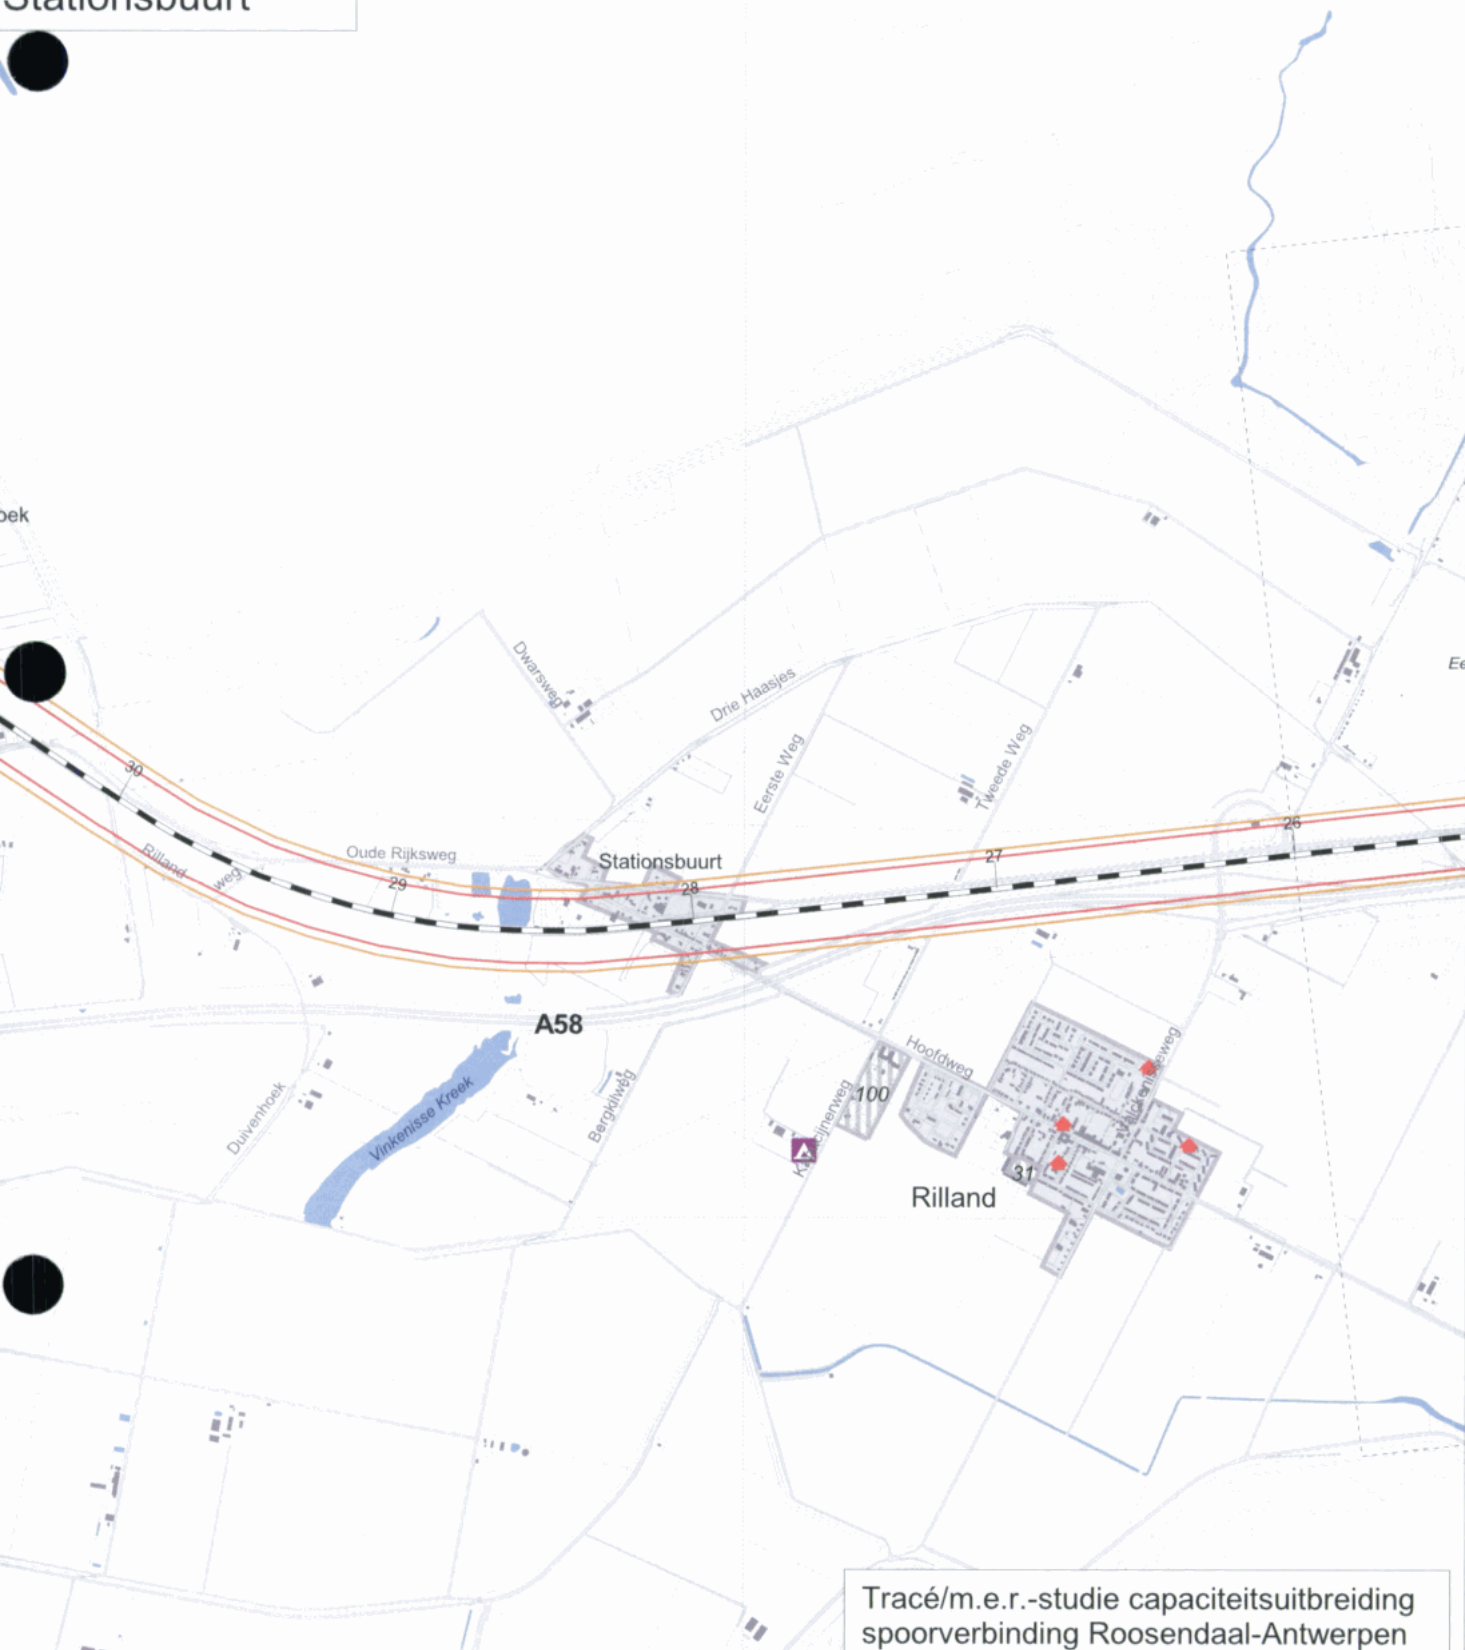 Stationsbuurt
oek
Dwarsweg
Drie Haasjes
Eerste Weg
Tweede Weg
Ee
30
Rilland
weg
Oude Rijksweg
29
Stationsbuurt
28
27
26
A58
Vinkenisse Kreek
Duivenhoek
Bergkilweg
Hoofdweg
100
31
Rilland
Tracé/m.e.r.-studie capaciteitsuitbreiding
spoorverbinding Roosendaal-Antwerpen